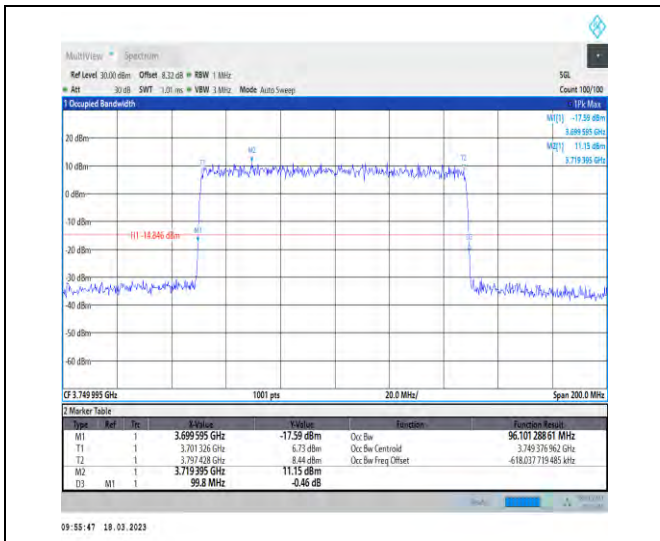 MultiView Spectrum
Ref Level 30.00 dBm Offset 8.32 dB RBW 1 MHz SGL
Att 30 dB SWT 1.01 ms VBW 3 MHz Mode Auto Sweep Count 100/100
1 Occupied Bandwidth 1Pk Max
M1[1] -17.59 dBm
3.699 595 GHz
M2[1] 11.15 dBm
3.719 395 GHz
20 dBm
M2
T1 T2
10 dBm
0 dBm
-10 dBm
H1 -14.846 dBm
M1
D3
-20 dBm
-30 dBm
-40 dBm
-50 dBm
-60 dBm
CF 3.749 995 GHz 1001 pts 20.0 MHz/ Span 200.0 MHz
2 Marker Table
Type Ref Trc X-Value Y-Value Function Function Result
M1 1 3.699 595 GHz -17.59 dBm Occ Bw 96.101 288 61 MHz
T1 1 3.701 326 GHz 6.73 dBm Occ Bw Centroid 3.749 376 962 GHz
T2 1 3.797 428 GHz 8.44 dBm Occ Bw Freq Offset -618.037 719 485 kHz
M2 1 3.719 395 GHz 11.15 dBm
D3 M1 1 99.8 MHz -0.46 dB
09:55:47 18.03.2023